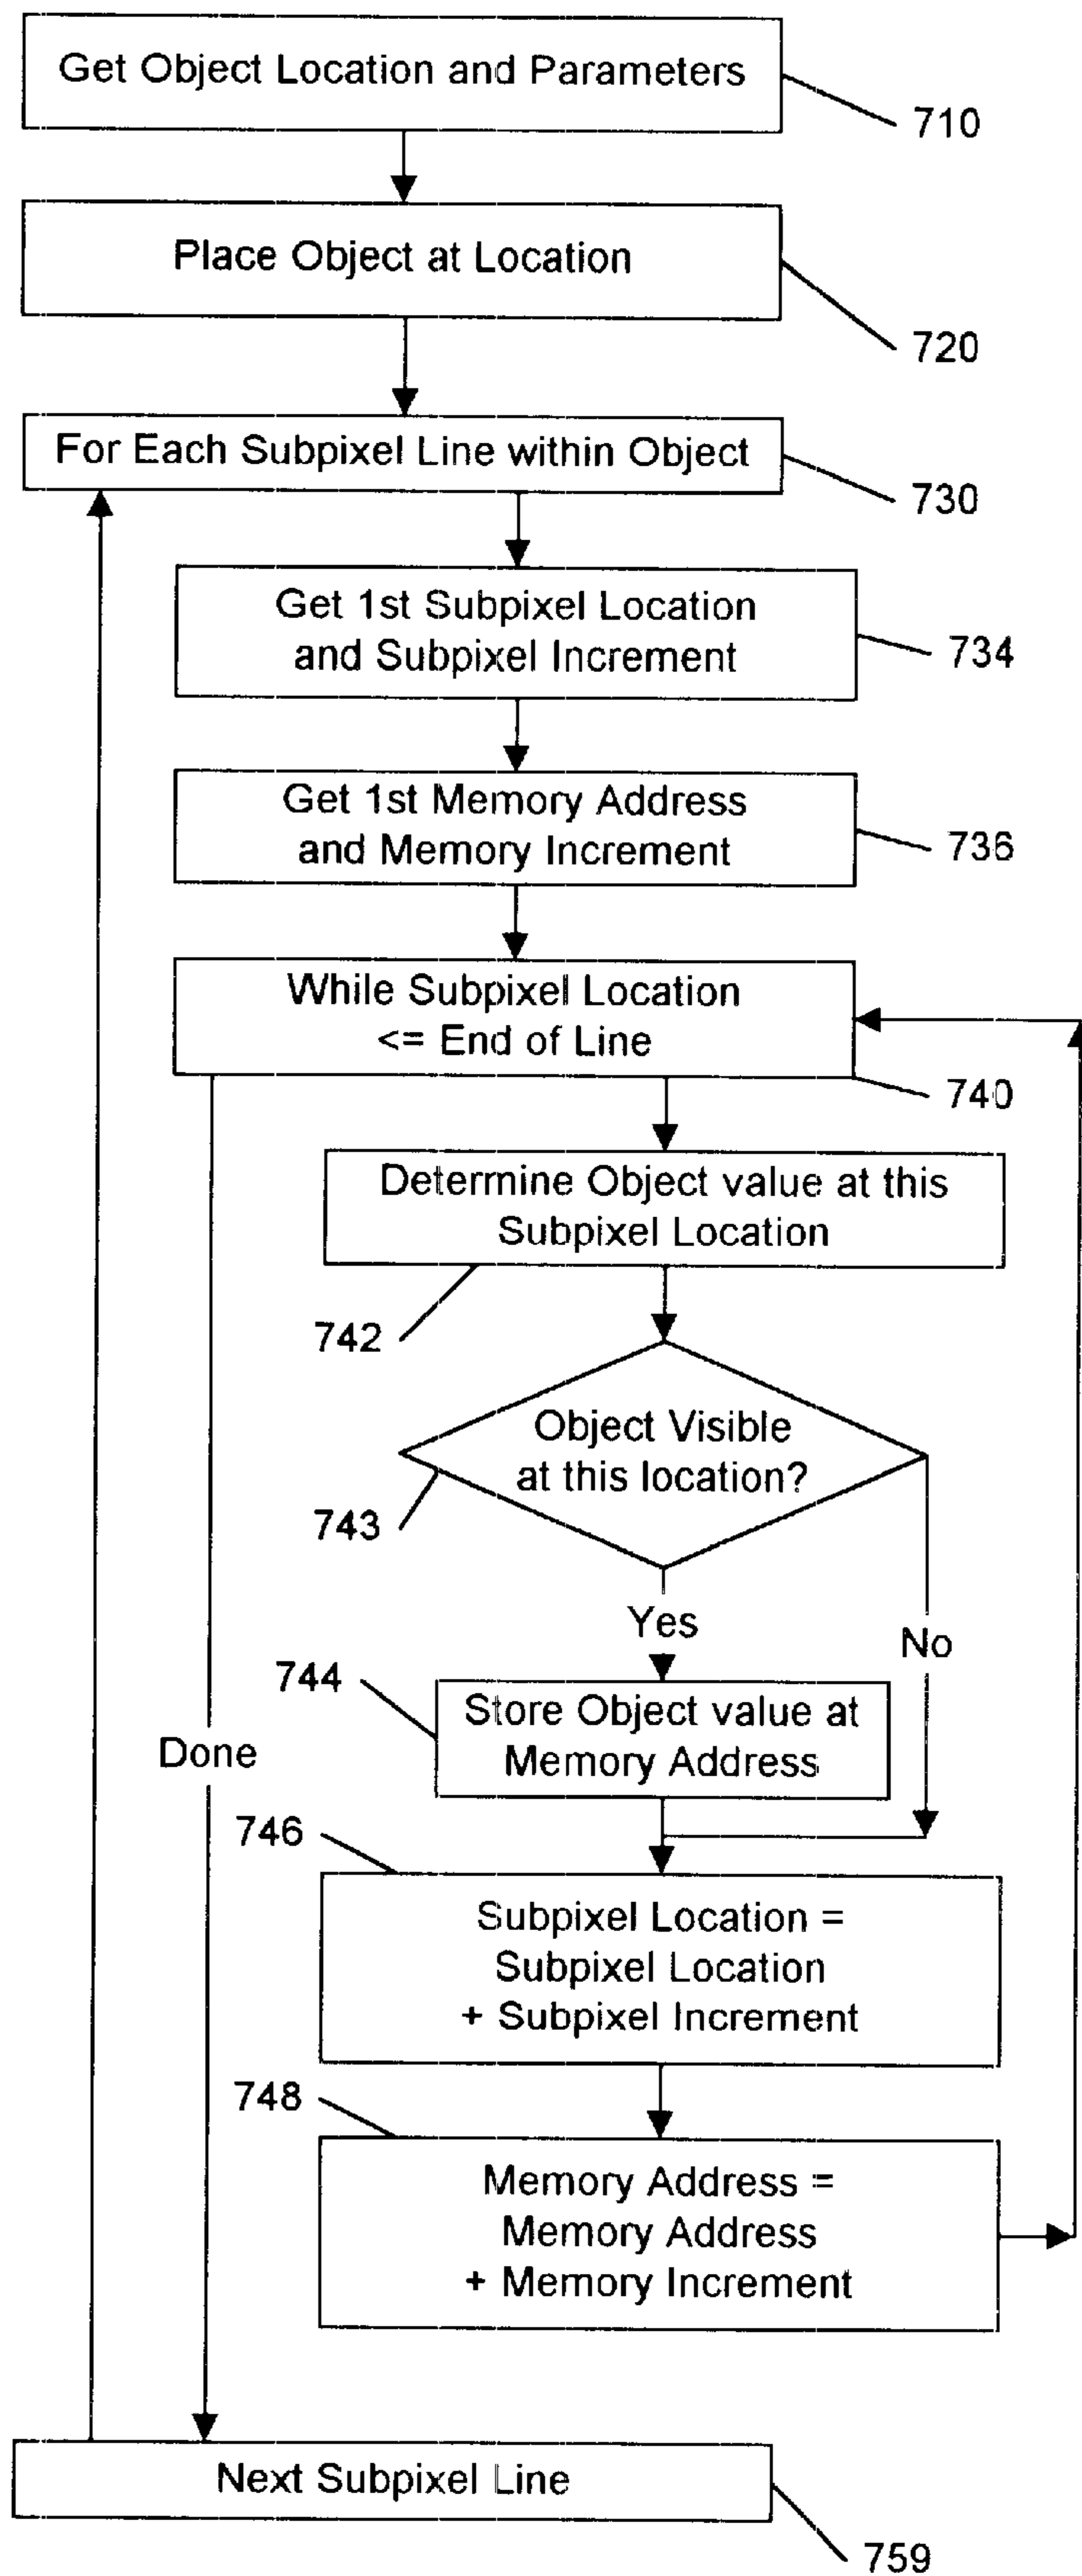 Get Object Location and Parameters
710
Place Object at Location
720
For Each Subpixel Line within Object
730
Get 1st Subpixel Location
and Subpixel Increment
734
Get 1st Memory Address
and Memory Increment
736
While Subpixel Location
<= End of Line
740
Determine Object value at this
Subpixel Location
742
Object Visible
at this location?
743
Yes
No
744
Store Object value at
Memory Address
Done
746
Subpixel Location =
Subpixel Location
+ Subpixel Increment
748
Memory Address =
Memory Address
+ Memory Increment
Next Subpixel Line
759